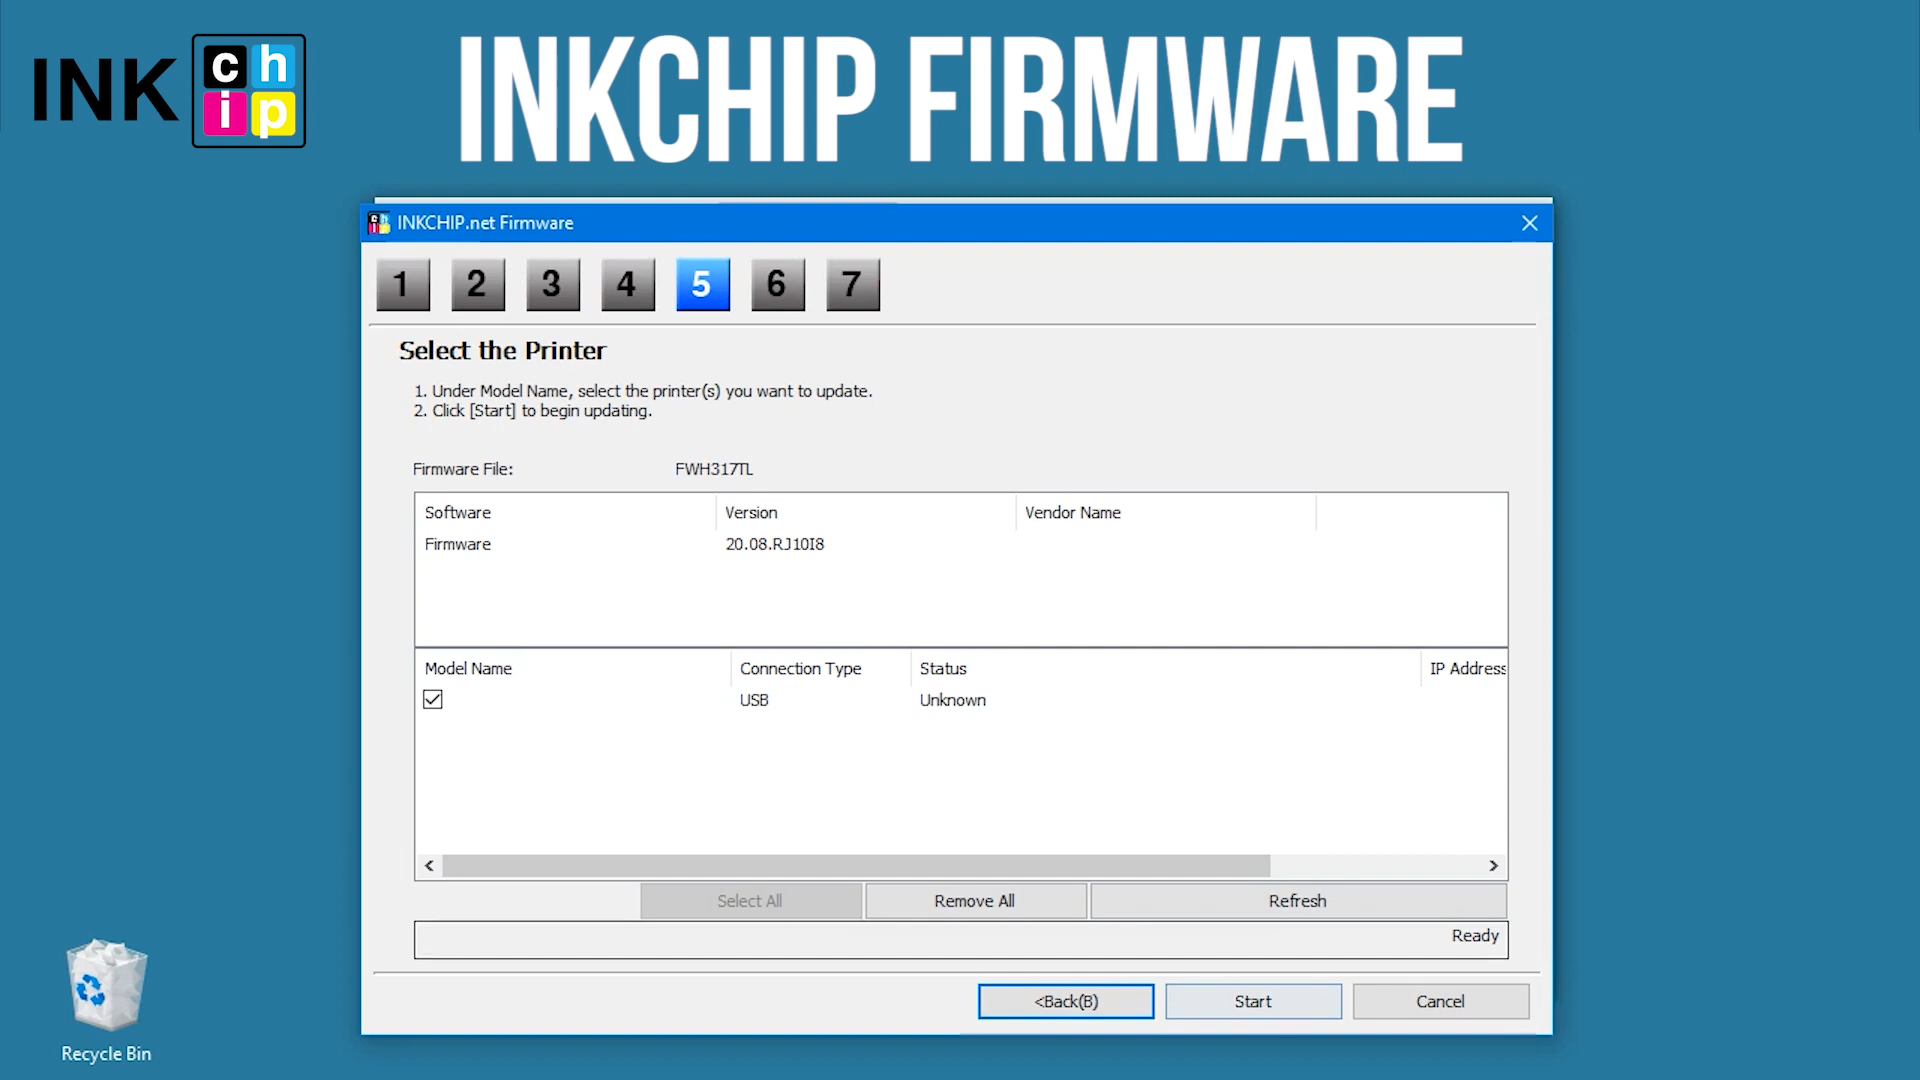 INK chip
INKCHIP FIRMWARE
INKCHIP.net Firmware
1 2 3 4 5 6 7
Select the Printer
1. Under Model Name, select the printer(s) you want to update.
2. Click [Start] to begin updating.
Firmware File: FWH317TL
Software Version Vendor Name
Firmware 20.08.RJ10I8
Model Name Connection Type Status IP Address
USB Unknown
Select All Remove All Refresh
Ready
<Back(B) Start Cancel
Recycle Bin